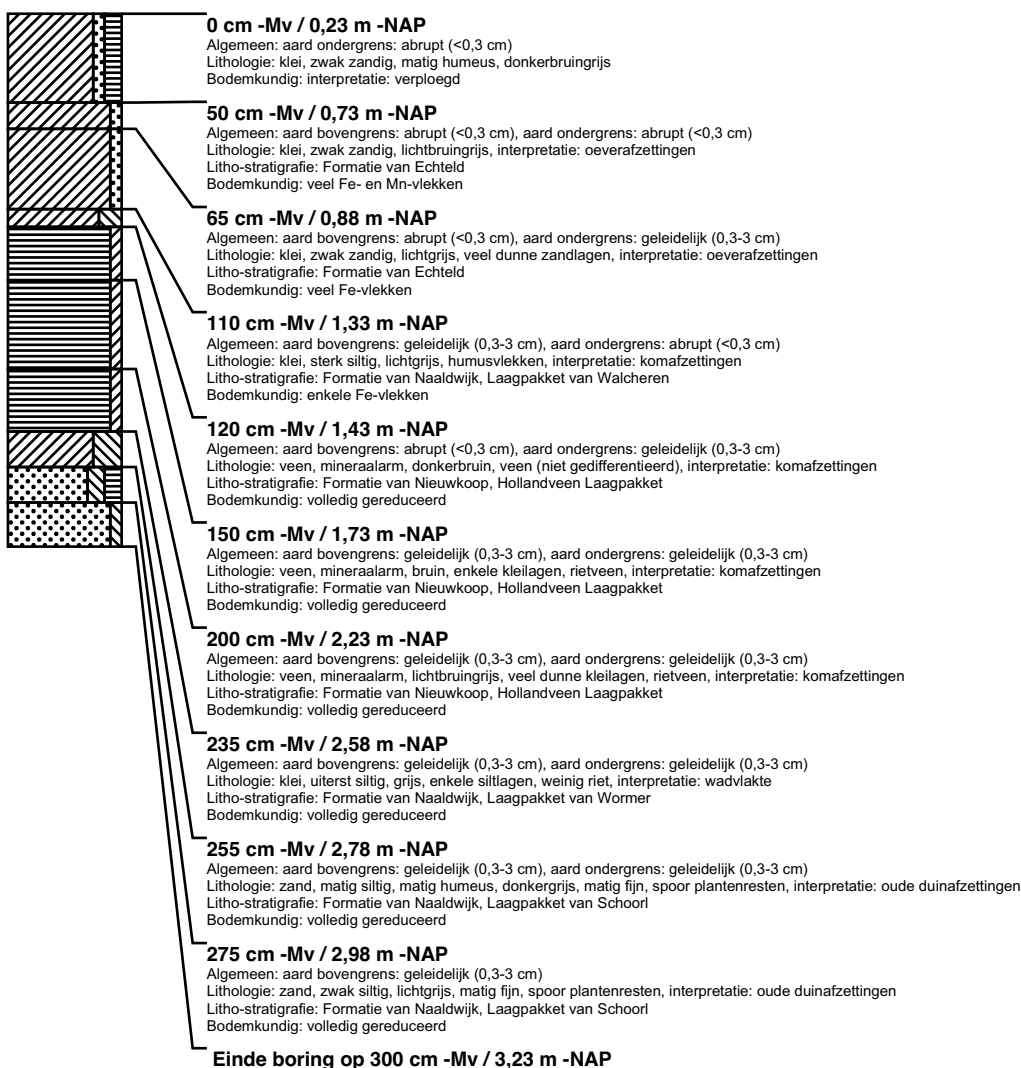 0 cm -Mv / 0,23 m -NAP
Algemeen: aard ondergrens: abrupt (<0,3 cm)
Lithologie: klei, zwak zandig, matig humeus, donkerbruingrijs
Bodemkundig: interpretatie: verploegd
50 cm -Mv / 0,73 m -NAP
Algemeen: aard bovengrens: abrupt (<0,3 cm), aard ondergrens: abrupt (<0,3 cm)
Lithologie: klei, zwak zandig, lichtbruingrijs, interpretatie: oeverafzettingen
Litho-stratigrafie: Formatie van Echteld
Bodemkundig: veel Fe- en Mn-vlekken
65 cm -Mv / 0,88 m -NAP
Algemeen: aard bovengrens: abrupt (<0,3 cm), aard ondergrens: geleidelijk (0,3-3 cm)
Lithologie: klei, zwak zandig, lichtgrijs, veel dunne zandlagen, interpretatie: oeverafzettingen
Litho-stratigrafie: Formatie van Echteld
Bodemkundig: veel Fe-vlekken
110 cm -Mv / 1,33 m -NAP
Algemeen: aard bovengrens: geleidelijk (0,3-3 cm), aard ondergrens: abrupt (<0,3 cm)
Lithologie: klei, sterk siltig, lichtgrijs, humusvlekken, interpretatie: komafzettingen
Litho-stratigrafie: Formatie van Naaldwijk, Laagpakket van Walcheren
Bodemkundig: enkele Fe-vlekken
120 cm -Mv / 1,43 m -NAP
Algemeen: aard bovengrens: abrupt (<0,3 cm), aard ondergrens: geleidelijk (0,3-3 cm)
Lithologie: veen, mineraalarm, donkerbruin, veen (niet gedifferentieerd), interpretatie: komafzettingen
Litho-stratigrafie: Formatie van Nieuwkoop, Hollandveen Laagpakket
Bodemkundig: volledig gereduceerd
150 cm -Mv / 1,73 m -NAP
Algemeen: aard bovengrens: geleidelijk (0,3-3 cm), aard ondergrens: geleidelijk (0,3-3 cm)
Lithologie: veen, mineraalarm, bruin, enkele kleilagen, rietveen, interpretatie: komafzettingen
Litho-stratigrafie: Formatie van Nieuwkoop, Hollandveen Laagpakket
Bodemkundig: volledig gereduceerd
200 cm -Mv / 2,23 m -NAP
Algemeen: aard bovengrens: geleidelijk (0,3-3 cm), aard ondergrens: geleidelijk (0,3-3 cm)
Lithologie: veen, mineraalarm, lichtbruingrijs, veel dunne kleilagen, rietveen, interpretatie: komafzettingen
Litho-stratigrafie: Formatie van Nieuwkoop, Hollandveen Laagpakket
Bodemkundig: volledig gereduceerd
235 cm -Mv / 2,58 m -NAP
Algemeen: aard bovengrens: geleidelijk (0,3-3 cm), aard ondergrens: geleidelijk (0,3-3 cm)
Lithologie: klei, uiterst siltig, grijs, enkele siltlagen, weinig riet, interpretatie: wadvlakte
Litho-stratigrafie: Formatie van Naaldwijk, Laagpakket van Wormer
Bodemkundig: volledig gereduceerd
255 cm -Mv / 2,78 m -NAP
Algemeen: aard bovengrens: geleidelijk (0,3-3 cm), aard ondergrens: geleidelijk (0,3-3 cm)
Lithologie: zand, matig siltig, matig humeus, donkergrijs, matig fijn, spoor plantenresten, interpretatie: oude duinafzettingen
Litho-stratigrafie: Formatie van Naaldwijk, Laagpakket van Schoorl
Bodemkundig: volledig gereduceerd
275 cm -Mv / 2,98 m -NAP
Algemeen: aard bovengrens: geleidelijk (0,3-3 cm)
Lithologie: zand, zwak siltig, lichtgrijs, matig fijn, spoor plantenresten, interpretatie: oude duinafzettingen
Litho-stratigrafie: Formatie van Naaldwijk, Laagpakket van Schoorl
Bodemkundig: volledig gereduceerd
Einde boring op 300 cm -Mv / 3,23 m -NAP